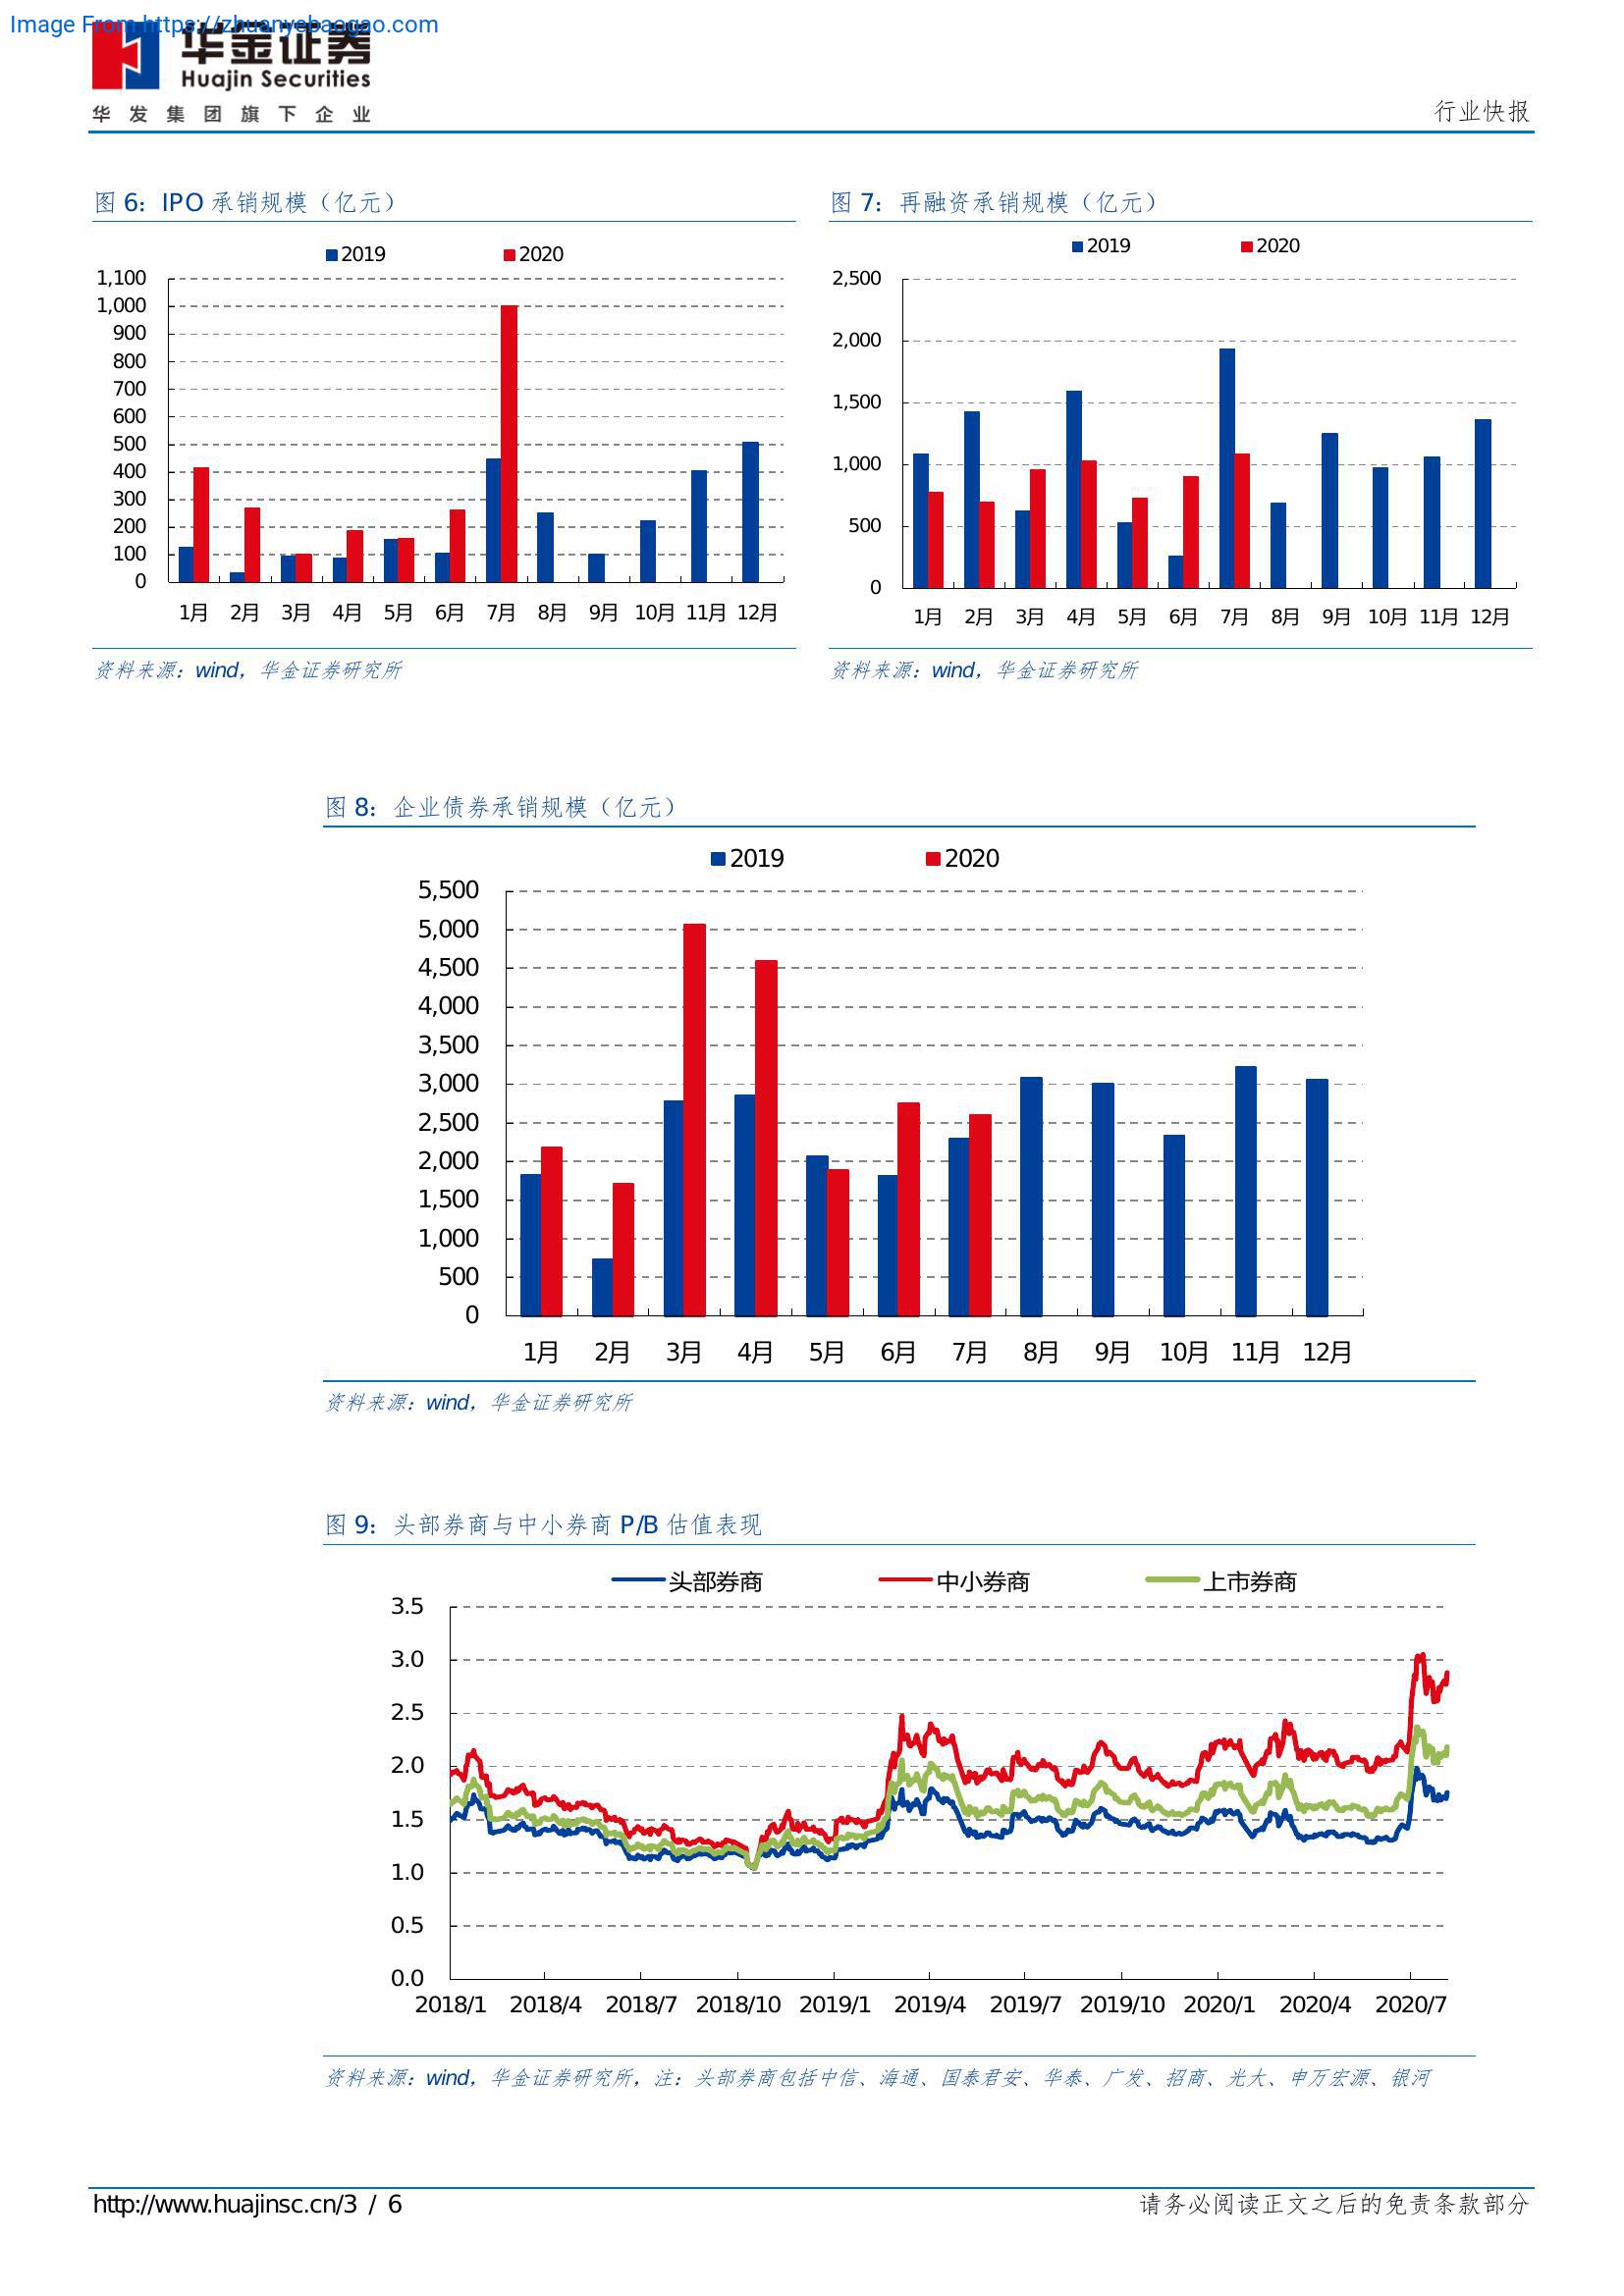 Image From https://zhuanyebaogao.com
华金证券
Huajin Securities
华发集团旗下企业
行业快报
图 6：IPO 承销规模（亿元）
2019 2020
1,100
1,000
900
800
700
600
500
400
300
200
100
0
1月 2月 3月 4月 5月 6月 7月 8月 9月 10月 11月 12月
资料来源：wind，华金证券研究所
图 7：再融资承销规模（亿元）
2019 2020
2,500
2,000
1,500
1,000
500
0
1月 2月 3月 4月 5月 6月 7月 8月 9月 10月 11月 12月
资料来源：wind，华金证券研究所
图 8：企业债券承销规模（亿元）
2019 2020
5,500
5,000
4,500
4,000
3,500
3,000
2,500
2,000
1,500
1,000
500
0
1月 2月 3月 4月 5月 6月 7月 8月 9月 10月 11月 12月
资料来源：wind，华金证券研究所
图 9：头部券商与中小券商 P/B 估值表现
头部券商 中小券商 上市券商
3.5
3.0
2.5
2.0
1.5
1.0
0.5
0.0
2018/1 2018/4 2018/7 2018/10 2019/1 2019/4 2019/7 2019/10 2020/1 2020/4 2020/7
资料来源：wind，华金证券研究所，注：头部券商包括中信、海通、国泰君安、华泰、广发、招商、光大、申万宏源、银河
http://www.huajinsc.cn/3 / 6
请务必阅读正文之后的免责条款部分